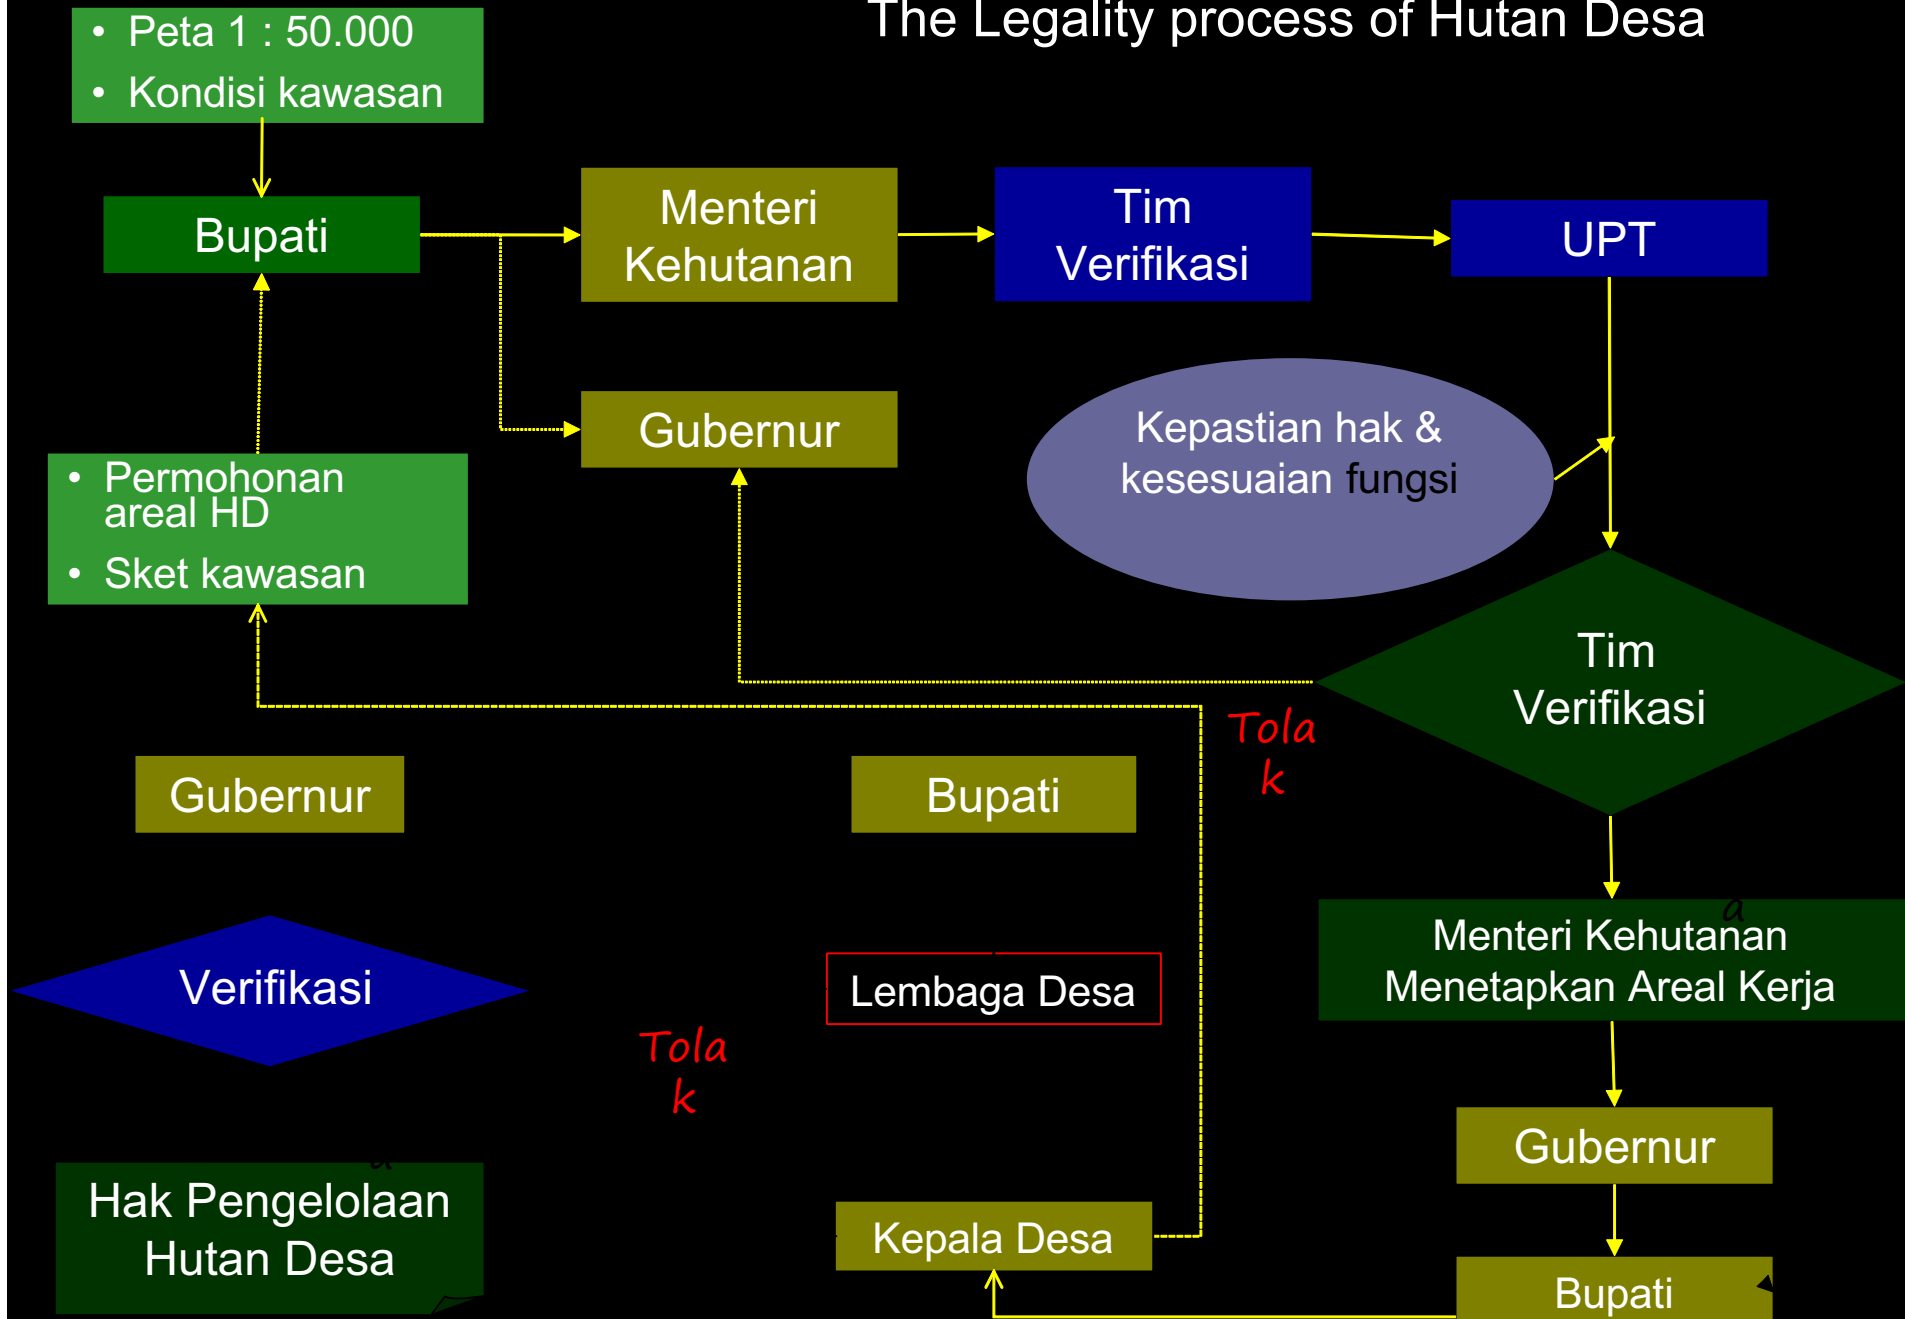 The Legality process of Hutan Desa
• Peta 1 : 50.000
• Kondisi kawasan
Bupati
Menteri
Kehutanan
Tim
Verifikasi
UPT
Gubernur
Kepastian hak &
kesesuaian fungsi
• Permohonan
areal HD
• Sket kawasan
Tim
Verifikasi
Tola
k
Gubernur
Bupati
a
Menteri Kehutanan
Menetapkan Areal Kerja
Verifikasi
Lembaga Desa
Tola
k
Gubernur
a
Hak Pengelolaan
Hutan Desa
Kepala Desa
Bupati